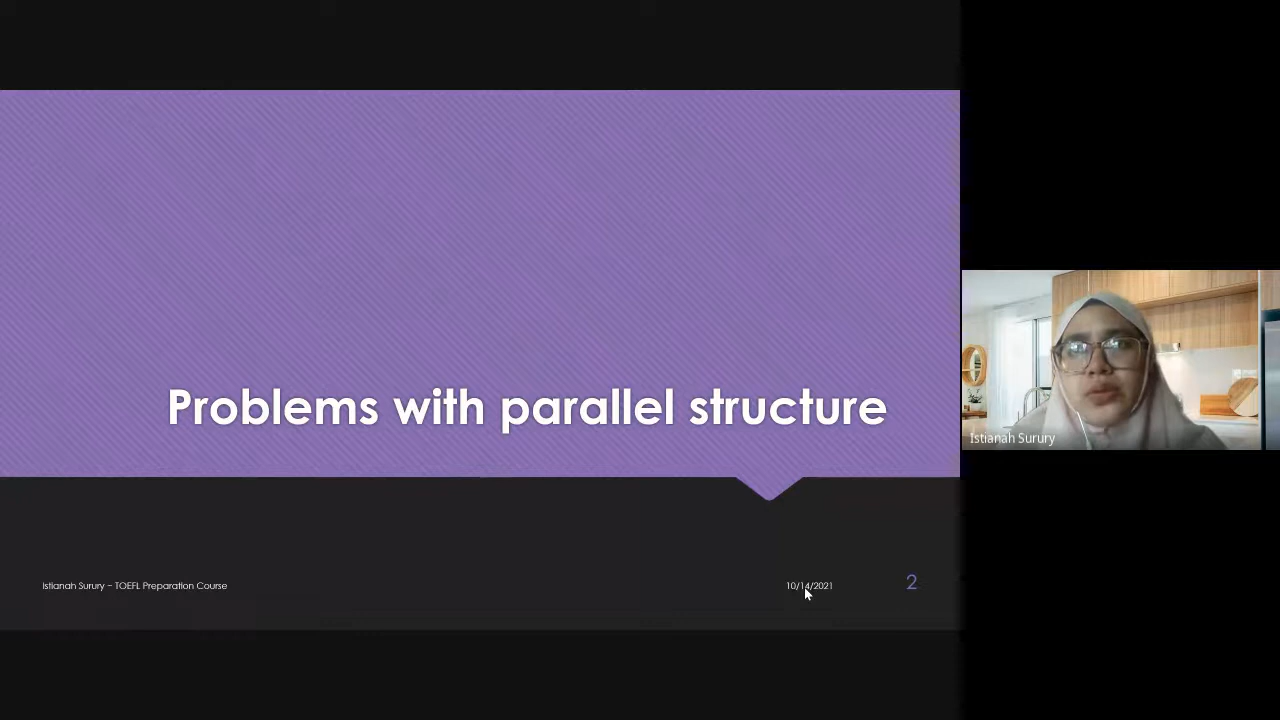 Problems with parallel structure
Istianah Surury
Istianah Surury – TOEFL Preparation Course
10/14/2021
2